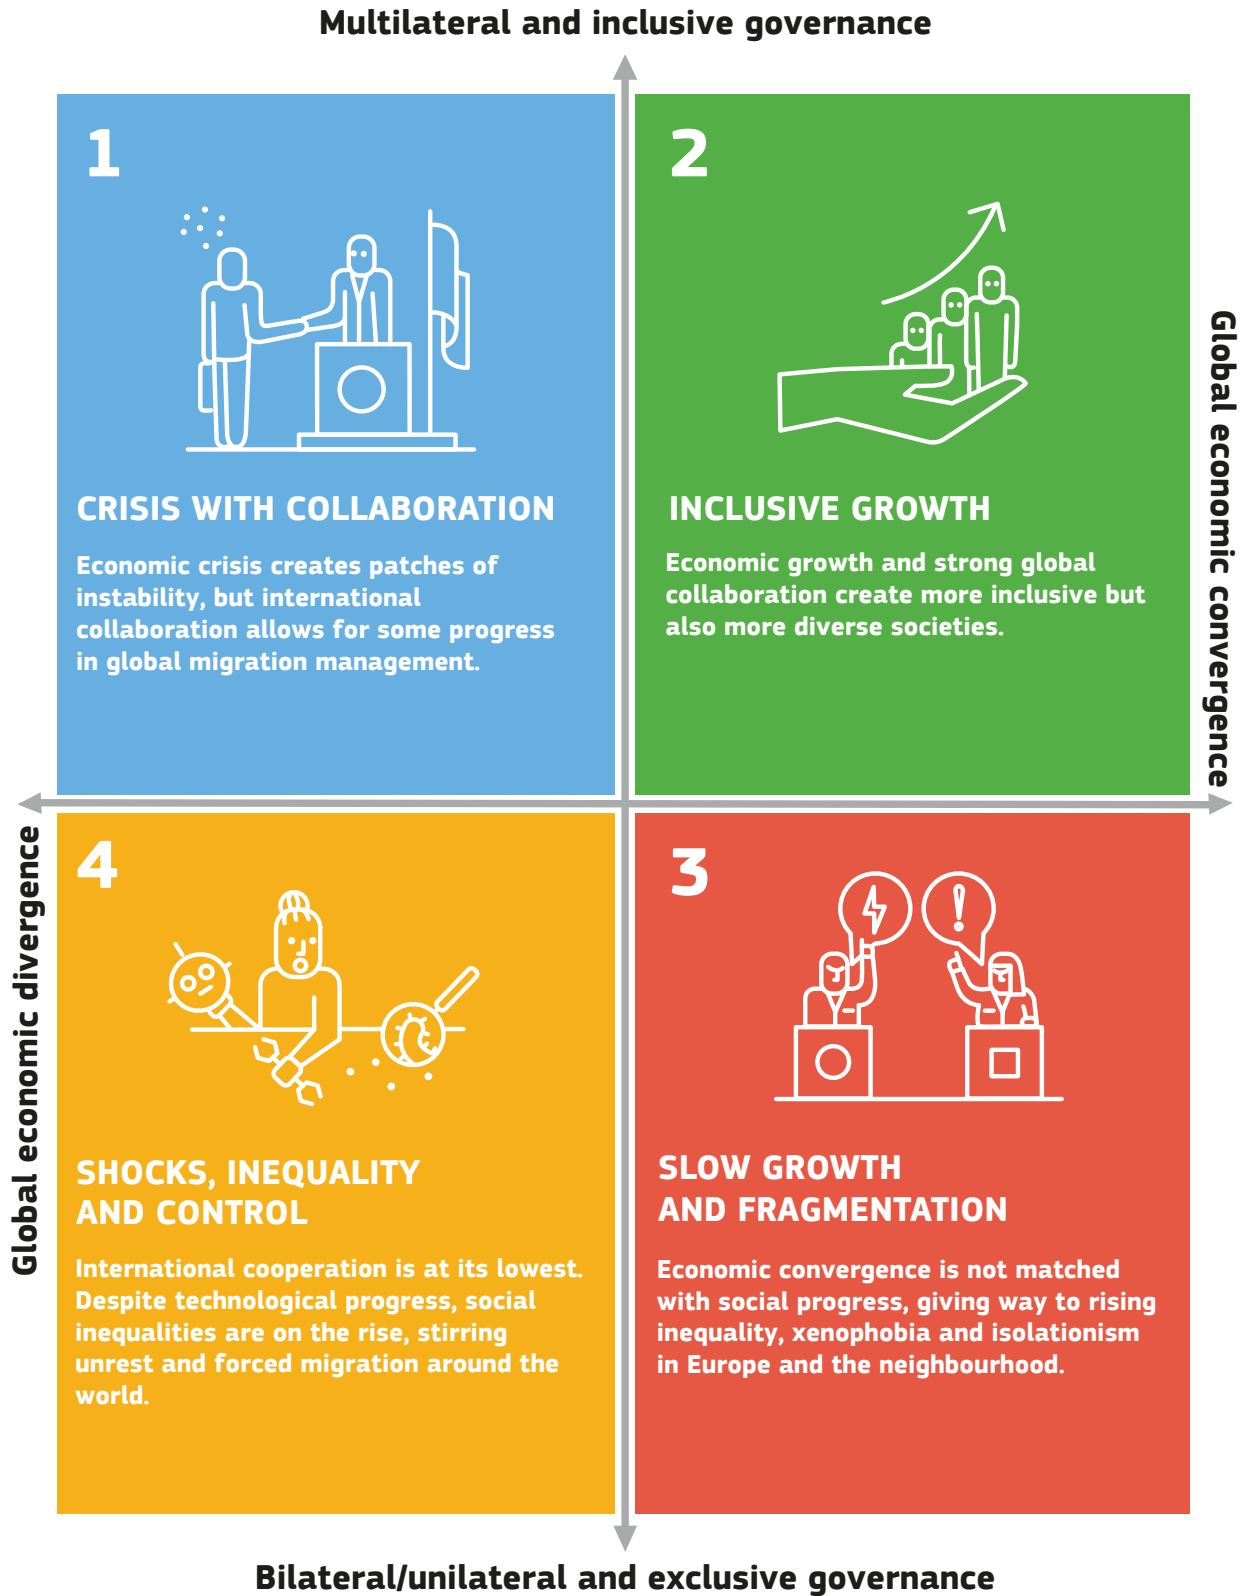 Multilateral and inclusive governance
1
CRISIS WITH COLLABORATION
Economic crisis creates patches of
instability, but international
collaboration allows for some progress
in global migration management.
2
INCLUSIVE GROWTH
Economic growth and strong global
collaboration create more inclusive but
also more diverse societies.
Global economic convergence
Global economic divergence
4
SHOCKS, INEQUALITY
AND CONTROL
International cooperation is at its lowest.
Despite technological progress, social
inequalities are on the rise, stirring
unrest and forced migration around the
world.
3
!
SLOW GROWTH
AND FRAGMENTATION
Economic convergence is not matched
with social progress, giving way to rising
inequality, xenophobia and isolationism
in Europe and the neighbourhood.
Bilateral/unilateral and exclusive governance